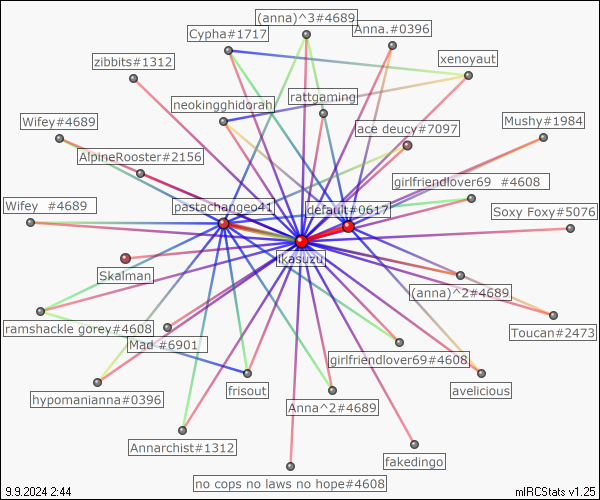 (anna)^3#4689
Cypha#1717
Anna.#0396
zibbits#1312
xenoyaut
neokingghidorah
rattgaming
Wifey#4689
ace deucy#7097
Mushy#1984
AlpineRooster#2156
girlfriendlover69 #4608
Wifey #4689
pastachangeo41
default#0617
Soxy Foxy#5076
ikasuzu
Skalman
(anna)^2#4689
ramshackle gorey#4608
Mad #6901
Toucan#2473
girlfriendlover69#4608
hypomanianna#0396
frisout
Anna^2#4689
avelicious
Annarchist#1312
fakedingo
no cops no laws no hope#4608
9.9.2024 2:44
mIRCStats v1.25